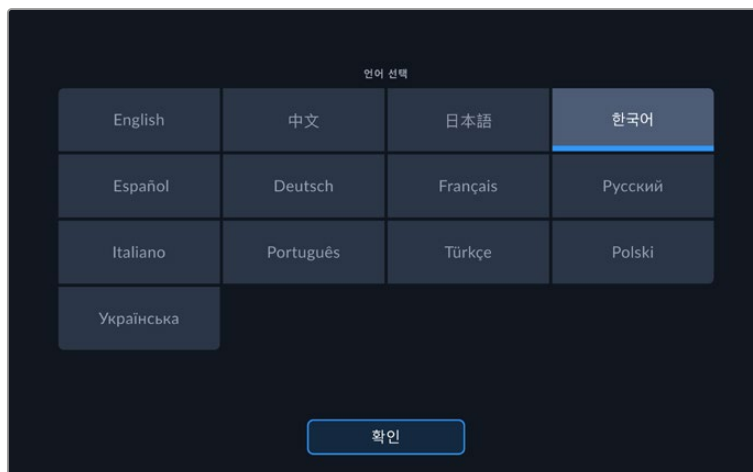 언어 선택
English 中文 日本語 한국어
Español Deutsch Français Русский
Italiano Português Türkçe Polski
Українська
확인